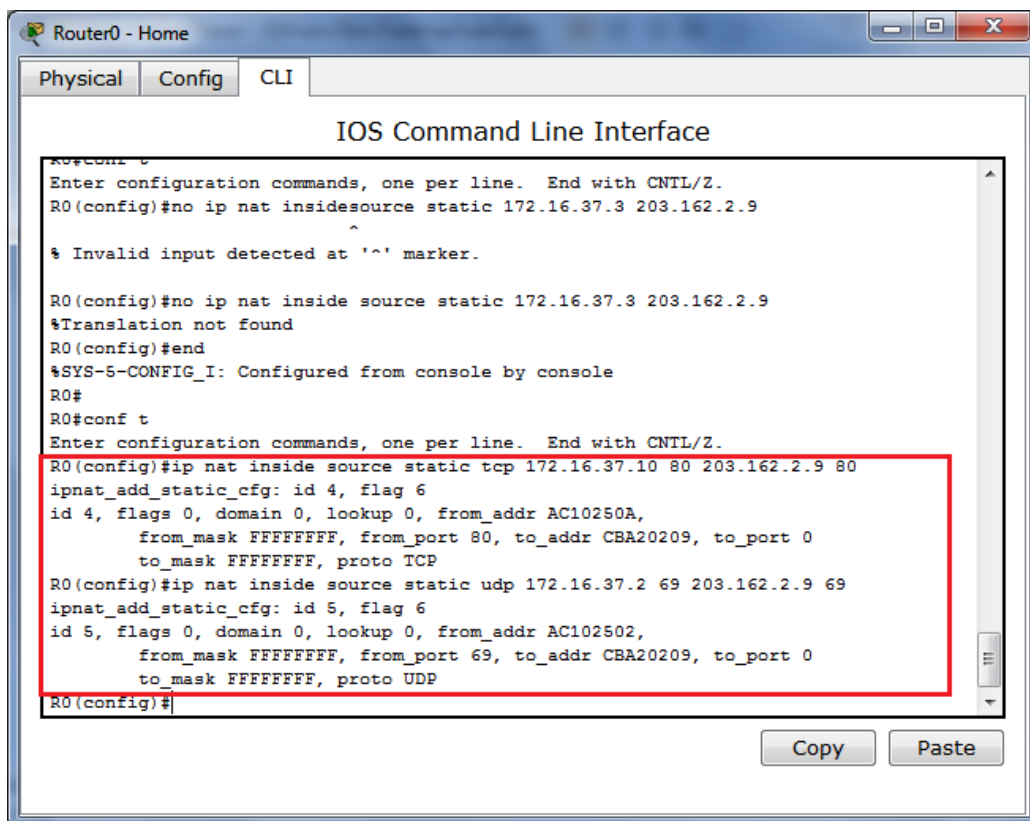 Router0 - Home
Physical Config CLI
IOS Command Line Interface
R0#conf t
Enter configuration commands, one per line.  End with CNTL/Z.
R0(config)#no ip nat insidesource static 172.16.37.3 203.162.2.9
^
% Invalid input detected at '^' marker.
R0(config)#no ip nat inside source static 172.16.37.3 203.162.2.9
%Translation not found
R0(config)#end
%SYS-5-CONFIG_I: Configured from console by console
R0#
R0#conf t
Enter configuration commands, one per line.  End with CNTL/Z.
R0(config)#ip nat inside source static tcp 172.16.37.10 80 203.162.2.9 80
ipnat_add_static_cfg: id 4, flag 6
id 4, flags 0, domain 0, lookup 0, from_addr AC10250A,
from_mask FFFFFFFF, from_port 80, to_addr CBA20209, to_port 0
to_mask FFFFFFFF, proto TCP
R0(config)#ip nat inside source static udp 172.16.37.2 69 203.162.2.9 69
ipnat_add_static_cfg: id 5, flag 6
id 5, flags 0, domain 0, lookup 0, from_addr AC102502,
from_mask FFFFFFFF, from_port 69, to_addr CBA20209, to_port 0
to_mask FFFFFFFF, proto UDP
R0(config)#
Copy Paste